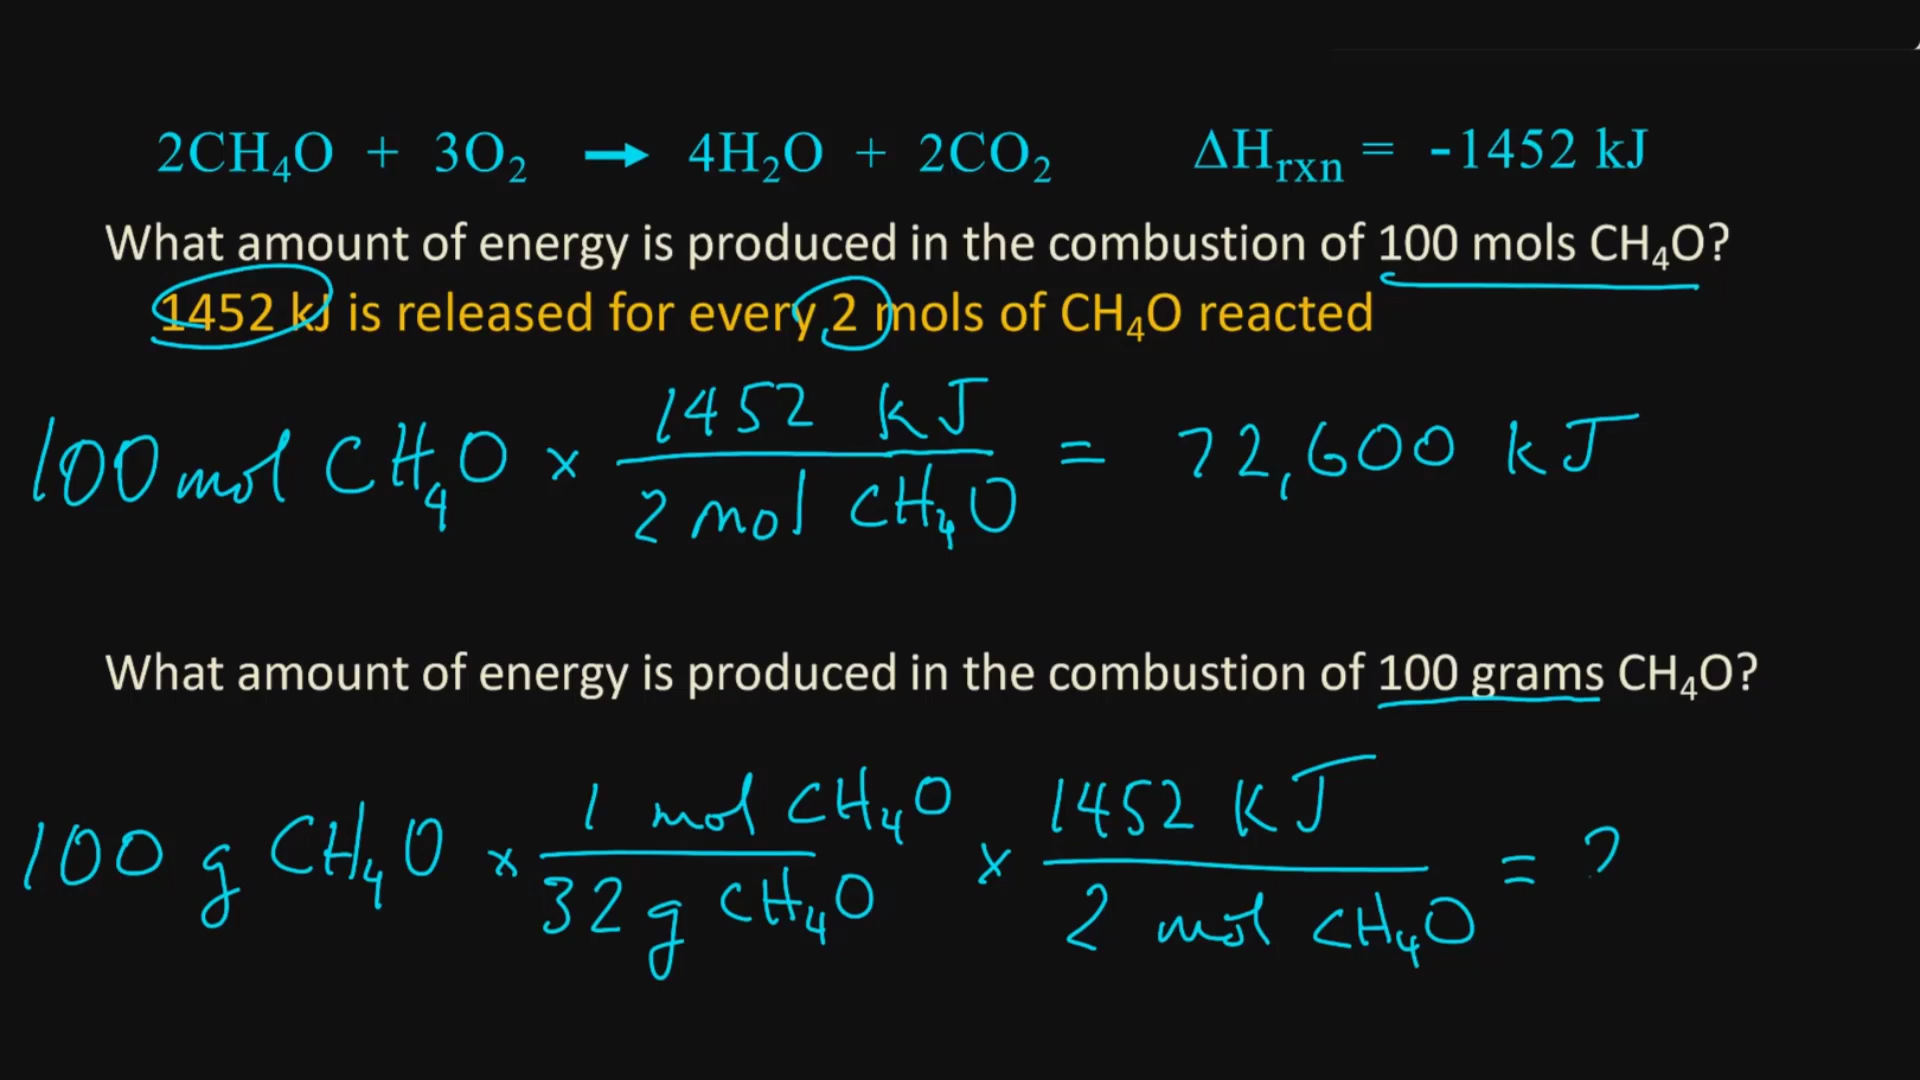 2CH₄O + 3O₂ → 4H₂O + 2CO₂ ΔHrxn = -1452 kJ
What amount of energy is produced in the combustion of 100 mols CH₄O?
1452 kJ is released for every 2 mols of CH₄O reacted
100 mol CH₄O × 1452 kJ / 2 mol CH₄O = 72,600 kJ
What amount of energy is produced in the combustion of 100 grams CH₄O?
100 g CH₄O × 1 mol CH₄O / 32 g CH₄O × 1452 kJ / 2 mol CH₄O = ?